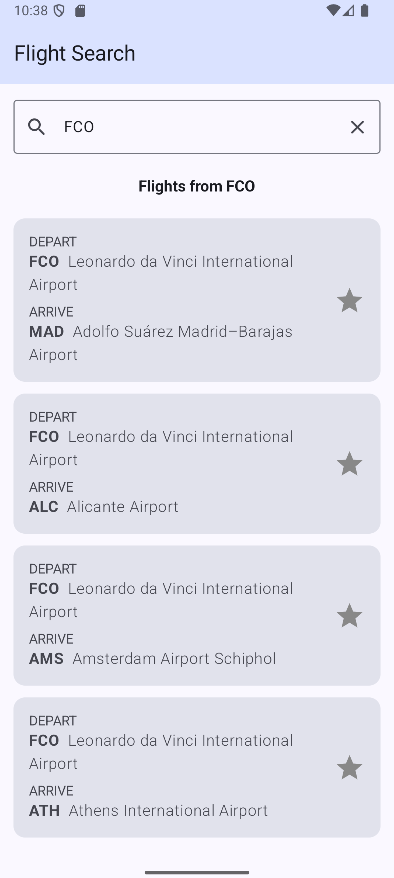 10:38
Flight Search
FCO
Flights from FCO
DEPART
FCO Leonardo da Vinci International
Airport
ARRIVE
MAD Adolfo Suárez Madrid–Barajas
Airport
DEPART
FCO Leonardo da Vinci International
Airport
ARRIVE
ALC Alicante Airport
DEPART
FCO Leonardo da Vinci International
Airport
ARRIVE
AMS Amsterdam Airport Schiphol
DEPART
FCO Leonardo da Vinci International
Airport
ARRIVE
ATH Athens International Airport